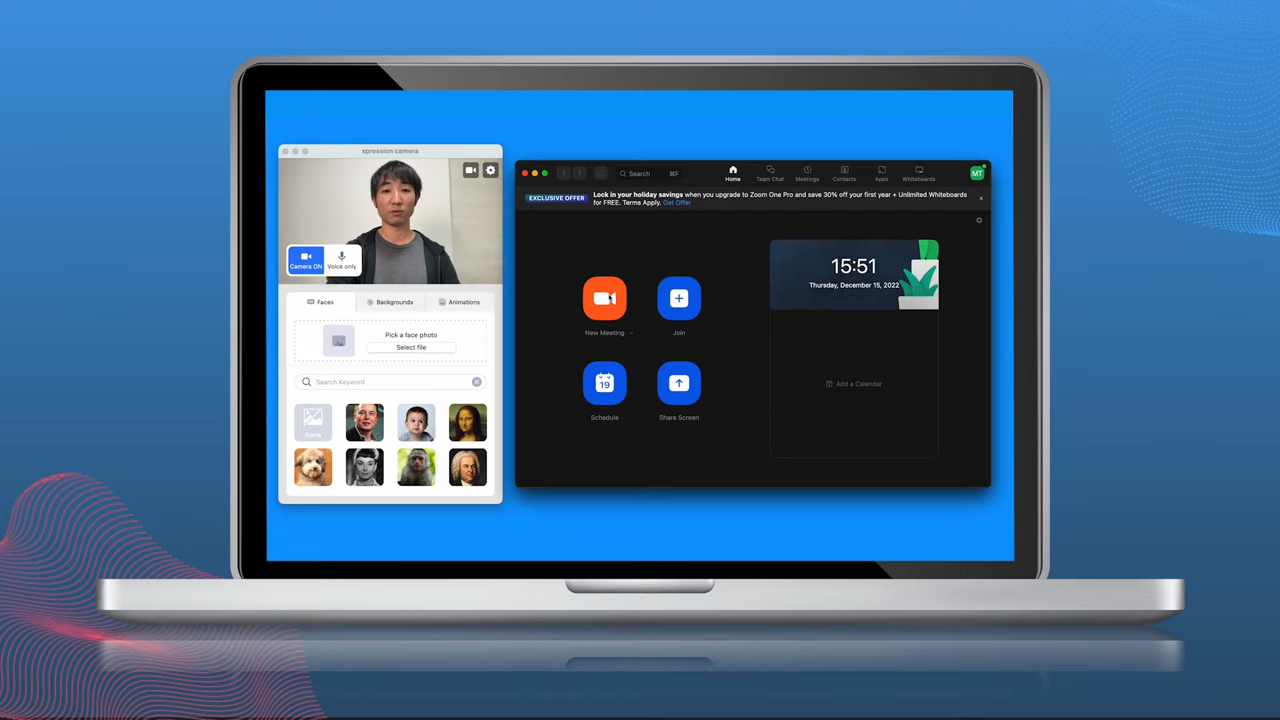 xpression camera
Camera ON
Voice only
Faces
Backgrounds
Animations
Pick a face photo
Select file
Search Keyword
None
Search
⌘F
Home
Team Chat
Meetings
Contacts
Apps
Whiteboards
MT
EXCLUSIVE OFFER
Lock in your holiday savings when you upgrade to Zoom One Pro and save 30% off your first year + Unlimited Whiteboards
for FREE. Terms Apply. Get Offer
New Meeting
Join
19
Schedule
Share Screen
15:51
Thursday, December 15, 2022
Add a Calendar